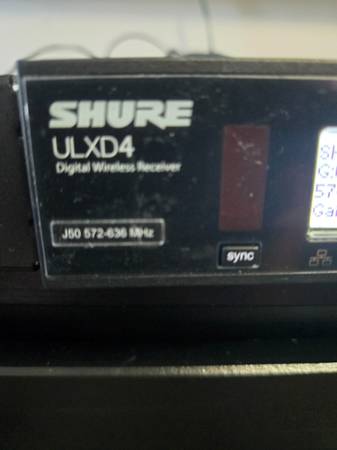 SHURE
ULXD4
Digital Wireless Receiver
J50 572-636 MHz
sync